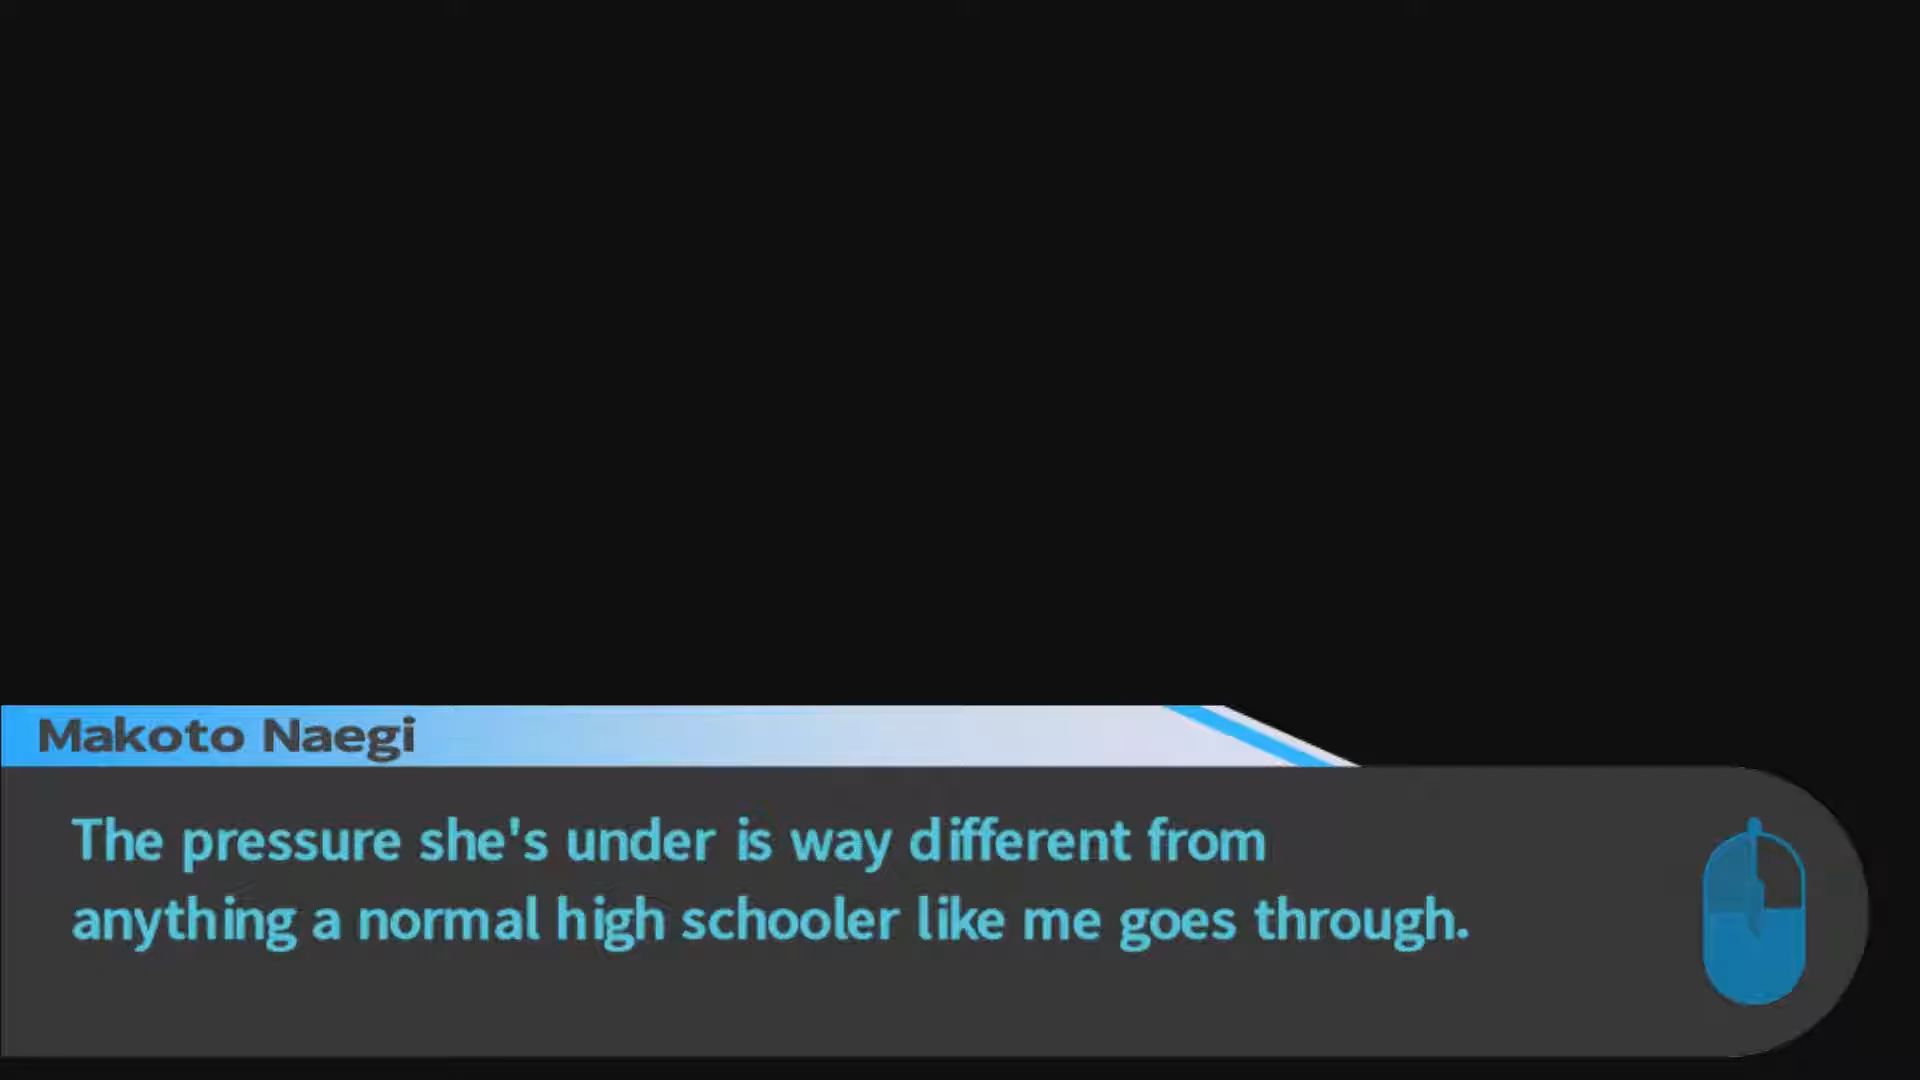 Makoto Naegi
The pressure she's under is way different from
anything a normal high schooler like me goes through.